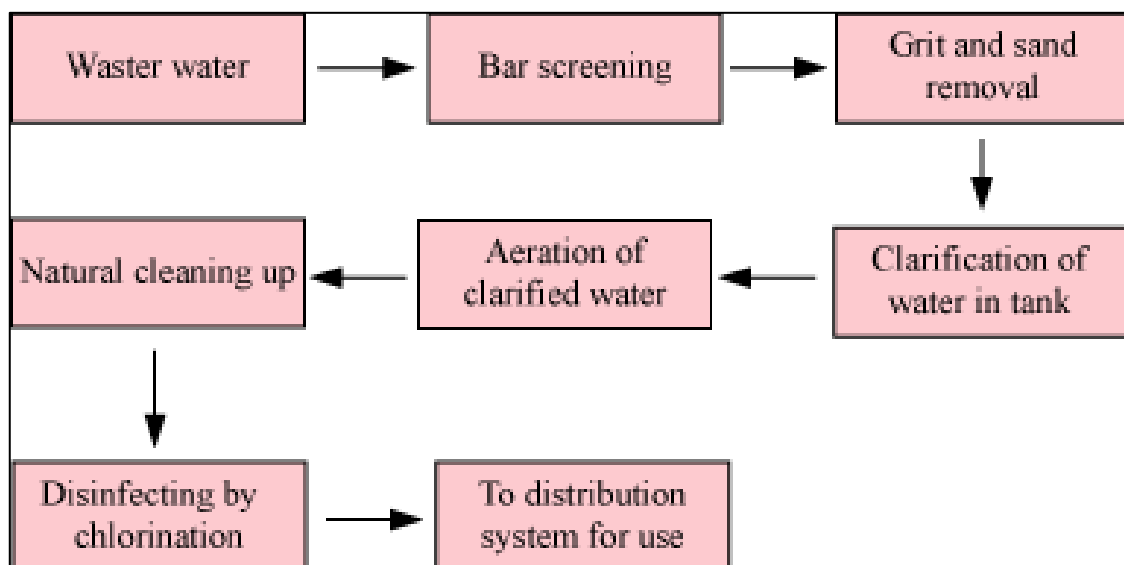 Waster water
Bar screening
Grit and sand
removal
Clarification of
water in tank
Aeration of
clarified water
Natural cleaning up
Disinfecting by
chlorination
To distribution
system for use